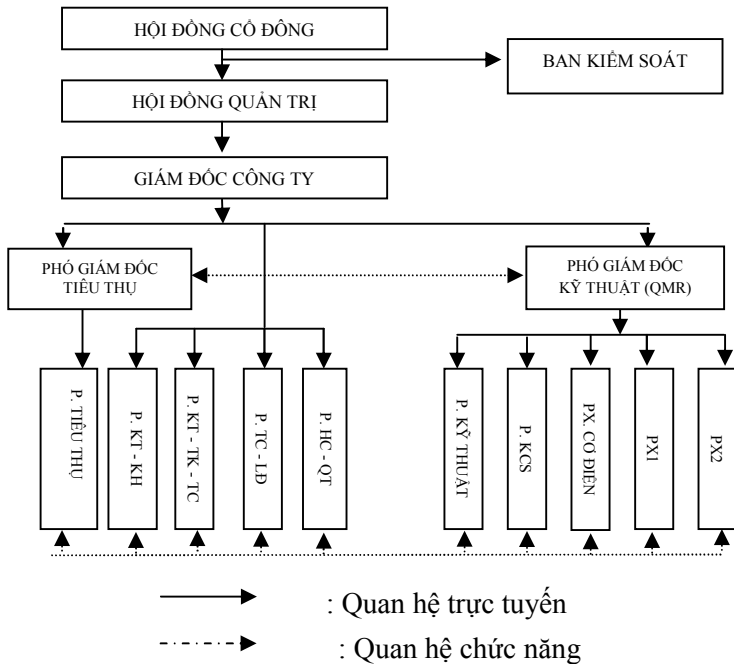 HỘI ĐỒNG CỔ ĐÔNG
BAN KIỂM SOÁT
HỘI ĐỒNG QUẢN TRỊ
GIÁM ĐỐC CÔNG TY
PHÓ GIÁM ĐỐC
TIÊU THỤ
PHÓ GIÁM ĐỐC
KỸ THUẬT (QMR)
P. TIÊU THỤ
P. KT - KH
P. KT - TK - TC
P. TC - LĐ
P. HC - QT
P. KỸ THUẬT
P. KCS
PX. CƠ ĐIỆN
PX1
PX2
: Quan hệ trực tuyến
: Quan hệ chức năng